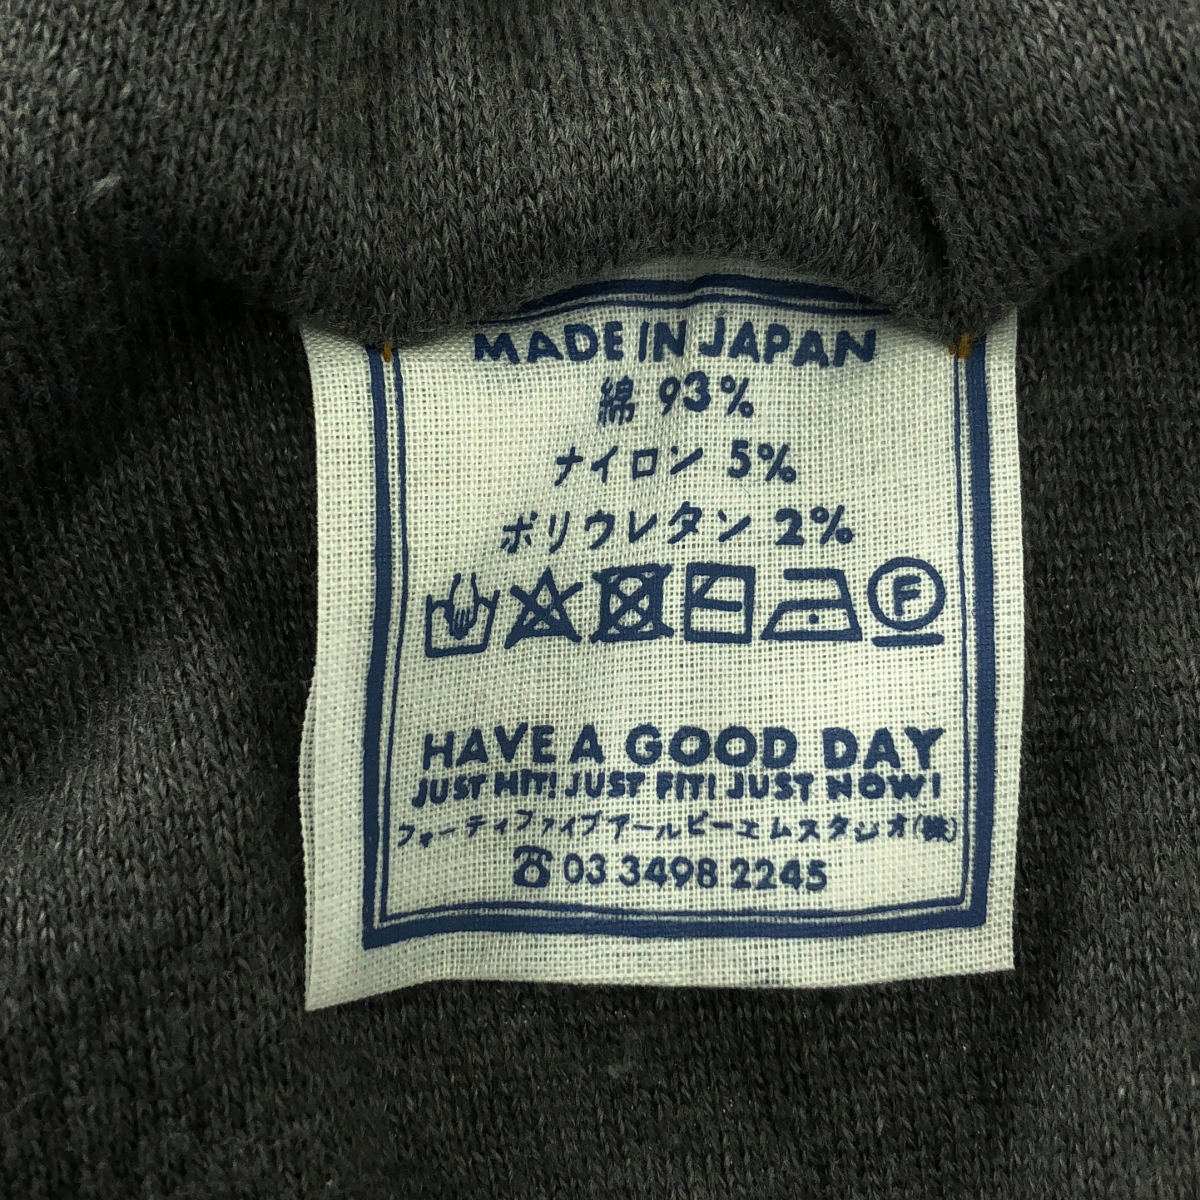 MADE IN JAPAN
綿 93%
ナイロン 5%
ポリウレタン 2%
F
HAVE A GOOD DAY
JUST HIT! JUST FIT! JUST NOW!
フォーティファイブアールピーエムスタジオ(株)
☎ 03 3498 2245